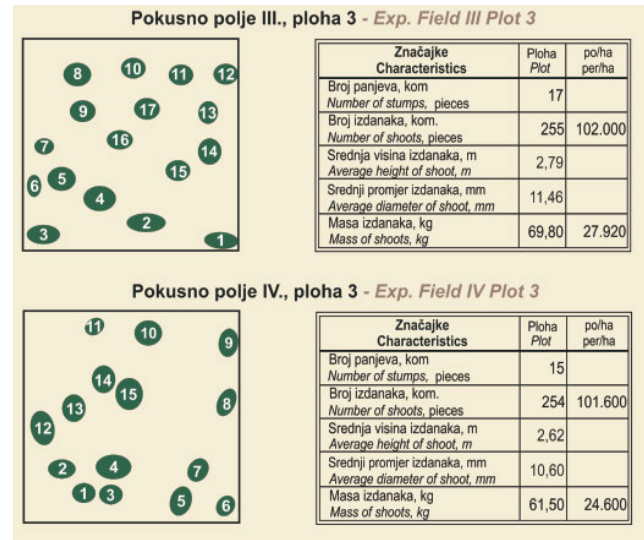 Pokusno polje III., ploha 3 - Exp. Field III Plot 3
8 10 11 12
9 17 13
16 14
7 15
6 5
4
2
3 1
Značajke Ploha po/ha
Characteristics Plot per/ha
Broj panjeva, kom
Number of stumps, pieces 17
Broj izdanaka, kom.
Number of shoots, pieces 255 102.000
Srednja visina izdanaka, m
Average height of shoot, m 2,79
Srednji promjer izdanaka, mm
Average diameter of shoot, mm 11,46
Masa izdanaka, kg
Mass of shoots, kg 69,80 27.920
Pokusno polje IV., ploha 3 - Exp. Field IV Plot 3
11 10 9
14 15
13 8
12
2 4 7
1 3 5 6
Značajke Ploha po/ha
Characteristics Plot per/ha
Broj panjeva, kom
Number of stumps, pieces 15
Broj izdanaka, kom.
Number of shoots, pieces 254 101.600
Srednja visina izdanaka, m
Average height of shoot, m 2,62
Srednji promjer izdanaka, mm
Average diameter of shoot, mm 10,60
Masa izdanaka, kg
Mass of shoots, kg 61,50 24.600